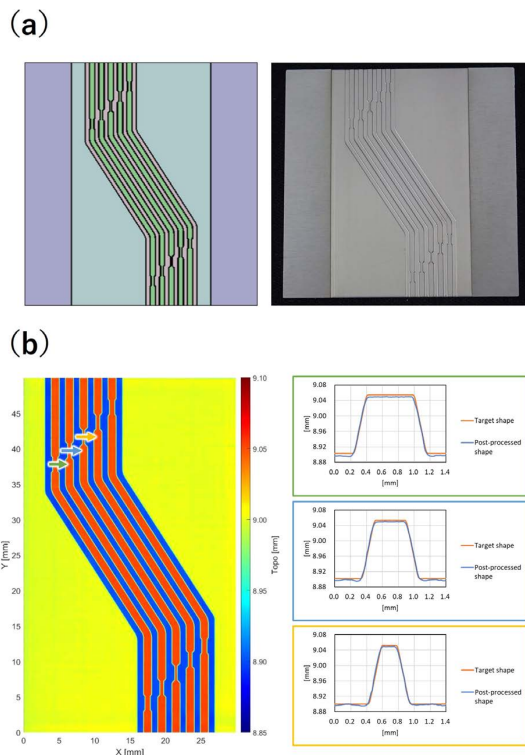 (a)
(b)
45
40
35
30
25
20
15
10
5
0
Y [mm]
0
5
10
15
20
25
X [mm]
9.10
9.05
9.00
8.95
8.90
8.85
Topo [mm]
9.08
9.04
9.00
8.96
8.92
8.88
[mm]
0.0 0.2 0.4 0.6 0.8 1.0 1.2 1.4
[mm]
Target shape
Post-processed
shape
9.08
9.04
9.00
8.96
8.92
8.88
[mm]
0.0 0.2 0.4 0.6 0.8 1.0 1.2 1.4
[mm]
Target shape
Post-processed
shape
9.08
9.04
9.00
8.96
8.92
8.88
[mm]
0.0 0.2 0.4 0.6 0.8 1.0 1.2 1.4
[mm]
Target shape
Post-processed
shape